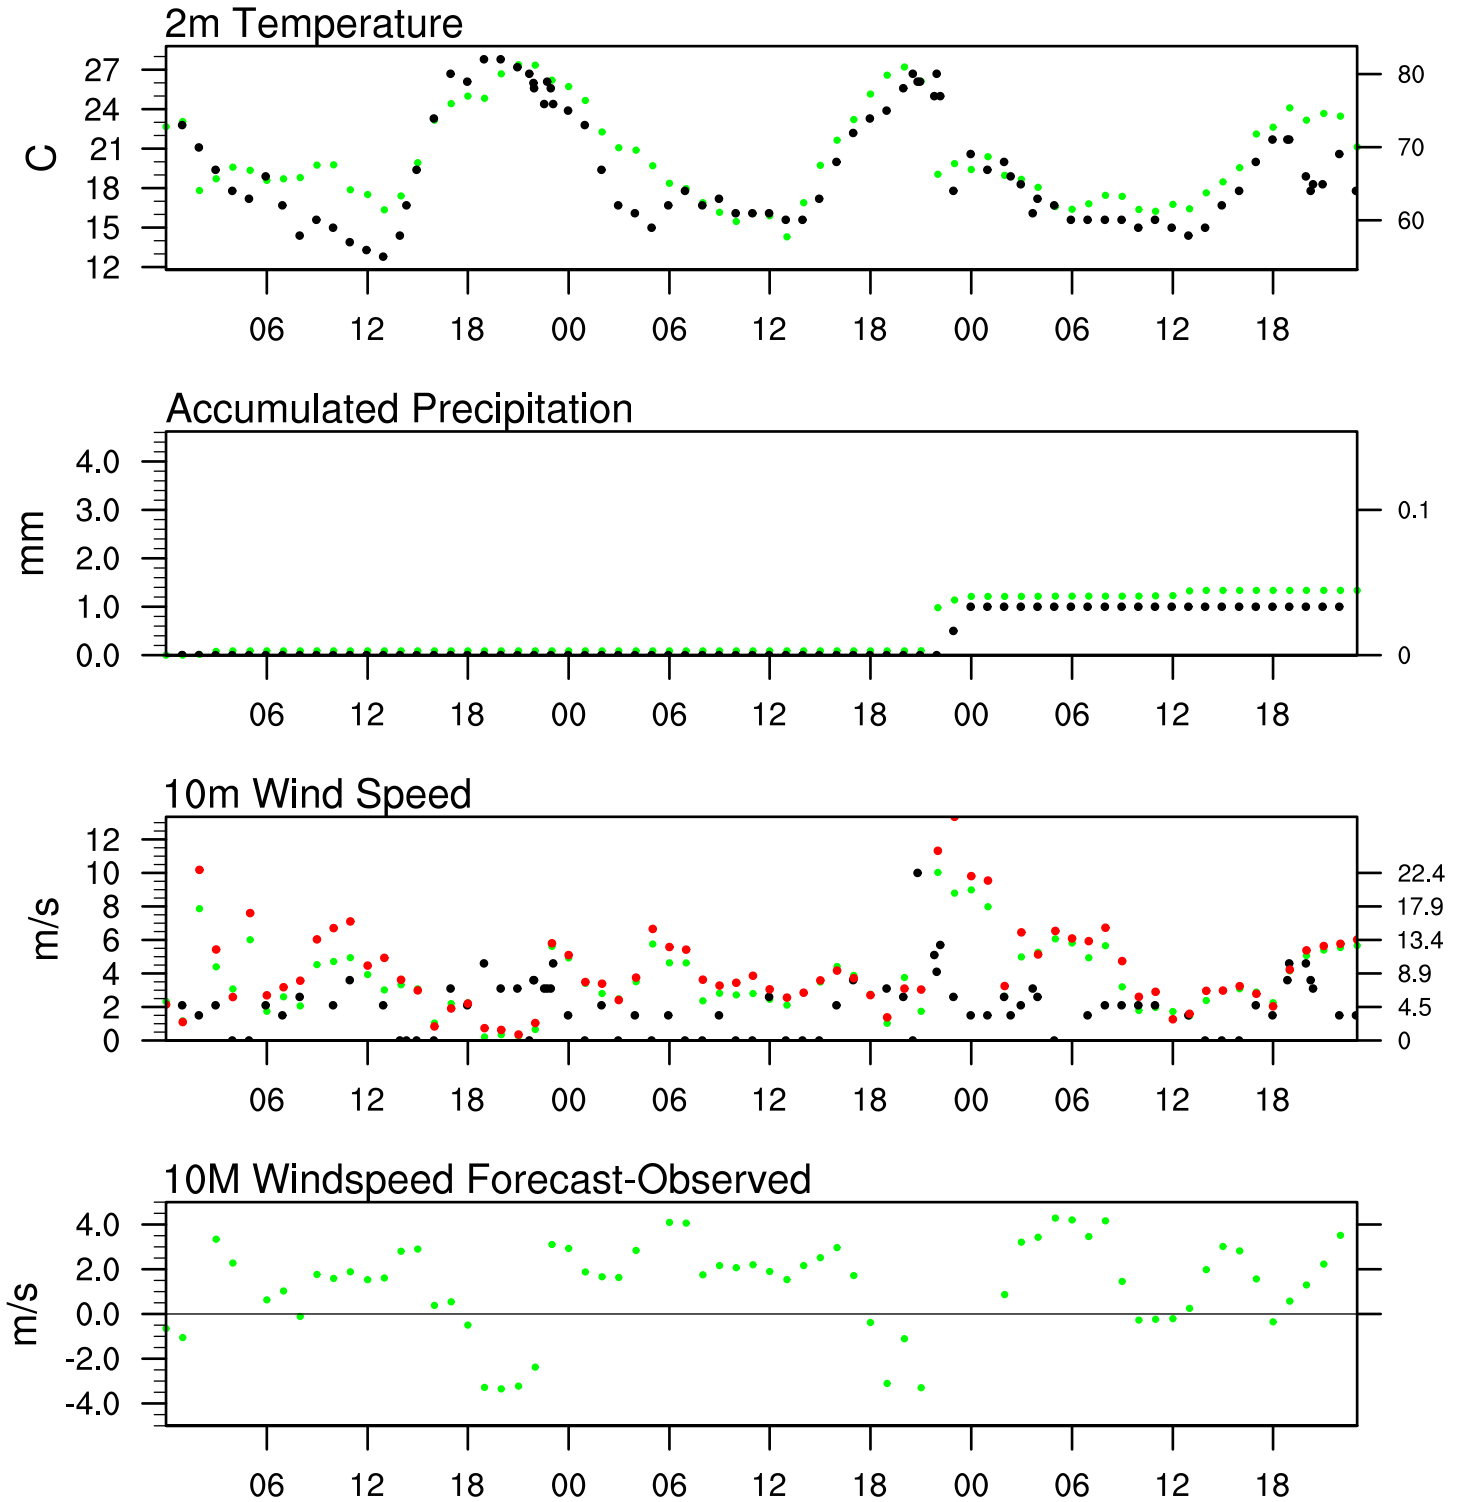 2m Temperature
C
27
24
21
18
15
12
80
70
60
06 12 18 00 06 12 18 00 06 12 18
Accumulated Precipitation
mm
4.0
3.0
2.0
1.0
0.0
0.1
0
06 12 18 00 06 12 18 00 06 12 18
10m Wind Speed
m/s
12
10
8
6
4
2
0
22.4
17.9
13.4
8.9
4.5
0
06 12 18 00 06 12 18 00 06 12 18
10M Windspeed Forecast-Observed
m/s
4.0
2.0
0.0
-2.0
-4.0
06 12 18 00 06 12 18 00 06 12 18